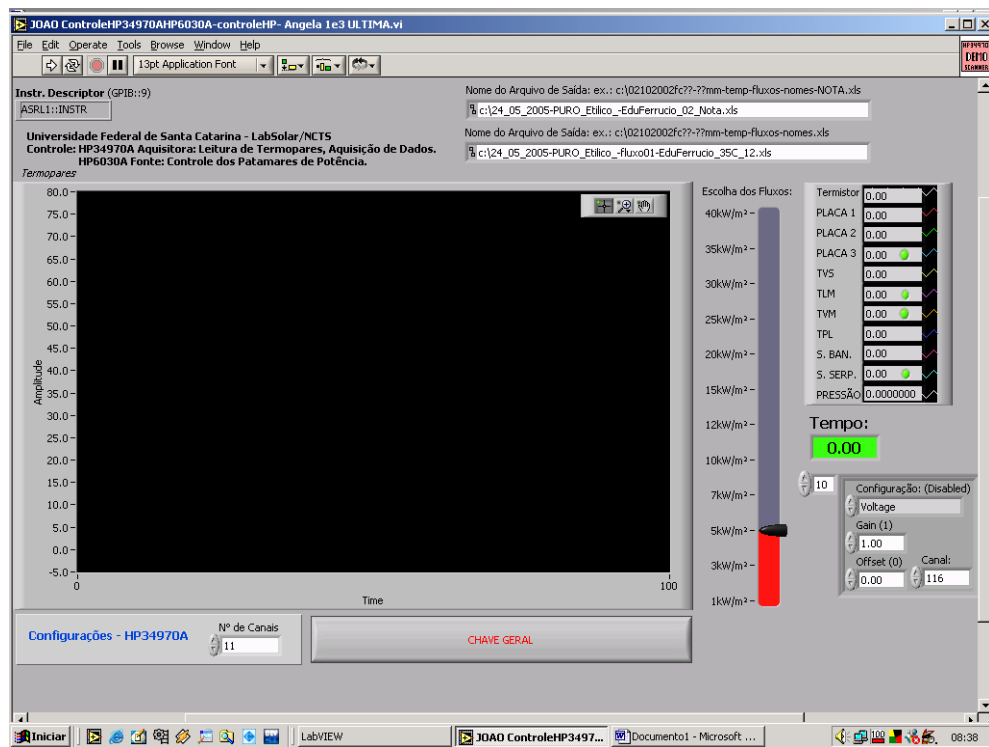 JOAO ControleHP34970AHP6030A-controleHP- Angela 1e3 ULTIMA.vi
File Edit Operate Tools Browse Window Help
13pt Application Font
HP34970
DEMO
SCANNER
Instr. Descriptor (GPIB::9)
ASRL1::INSTR
Nome do Arquivo de Saída: ex.: c:\02102002fc??-??mm-temp-fluxos-nomes-NOTA.xls
c:\24_05_2005-PURO_Etilico_-EduFerrucio_02_Nota.xls
Universidade Federal de Santa Catarina - LabSolar/NCTS
Controle: HP34970A Aquisitora: Leitura de Termopares, Aquisição de Dados.
HP6030A Fonte: Controle dos Patamares de Potência.
Nome do Arquivo de Saída: ex.: c:\02102002fc??-??mm-temp-fluxos-nomes.xls
c:\24_05_2005-PURO_Etilico_-fluxo01-EduFerrucio_35C_12.xls
Termopares
80.0
75.0
70.0
65.0
60.0
55.0
50.0
45.0
40.0
35.0
30.0
25.0
20.0
15.0
10.0
5.0
0.0
-5.0
Amplitude
0
100
Time
Escolha dos Fluxos:
40kW/m²
35kW/m²
30kW/m²
25kW/m²
20kW/m²
15kW/m²
12kW/m²
10kW/m²
7kW/m²
5kW/m²
3kW/m²
1kW/m²
Termistor 0.00
PLACA 1 0.00
PLACA 2 0.00
PLACA 3 0.00
TVS 0.00
TLM 0.00
TVM 0.00
TPL 0.00
S. BAN. 0.00
S. SERP. 0.00
PRESSÃO 0.0000000
Tempo:
0.00
10
Configuração: (Disabled)
Voltage
Gain (1)
1.00
Offset (0) Canal:
0.00 116
Configurações - HP34970A
Nº de Canais
11
CHAVE GERAL
Iniciar
LabVIEW
JOAO ControleHP3497...
Documento1 - Microsoft ...
08:38